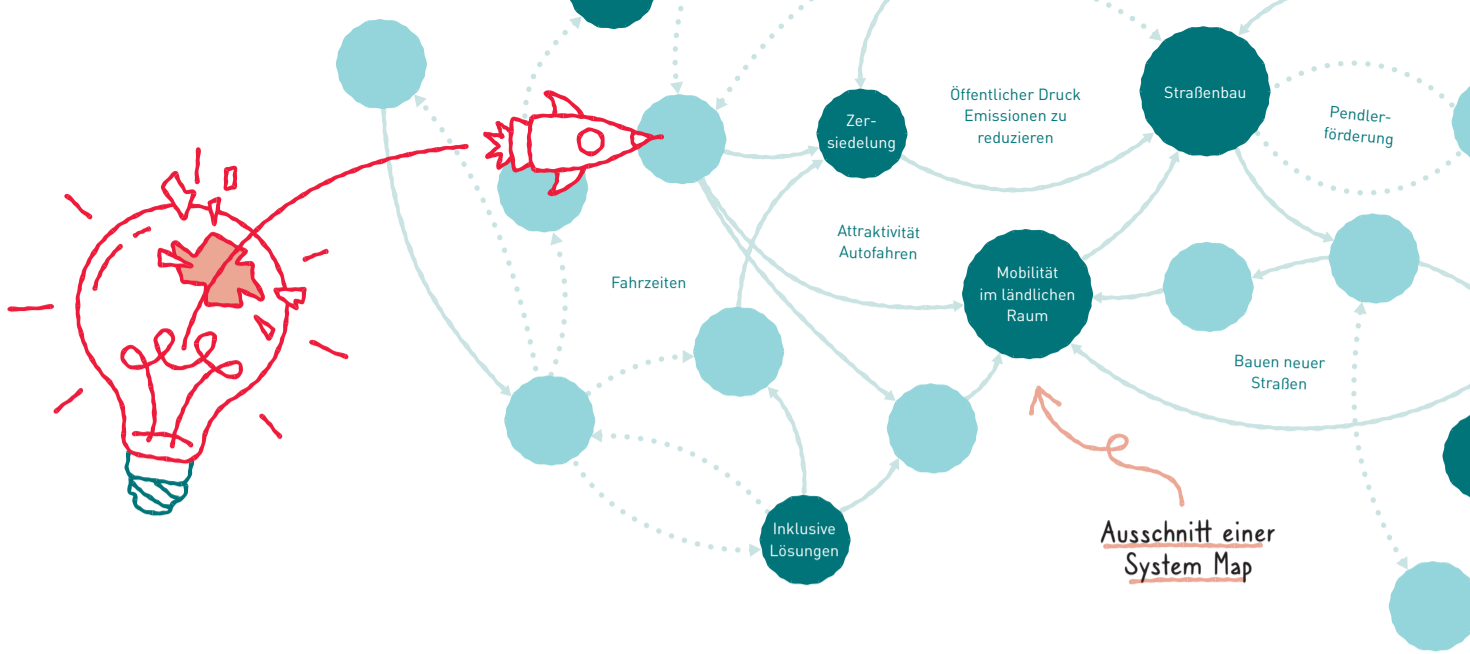 Straßenbau
Öffentlicher Druck
Emissionen zu
reduzieren
Pendler-
förderung
Zer-
siedelung
Attraktivität
Autofahren
Fahrzeiten
Mobilität
im ländlichen
Raum
Bauen neuer
Straßen
Inklusive
Lösungen
Ausschnitt einer
System Map